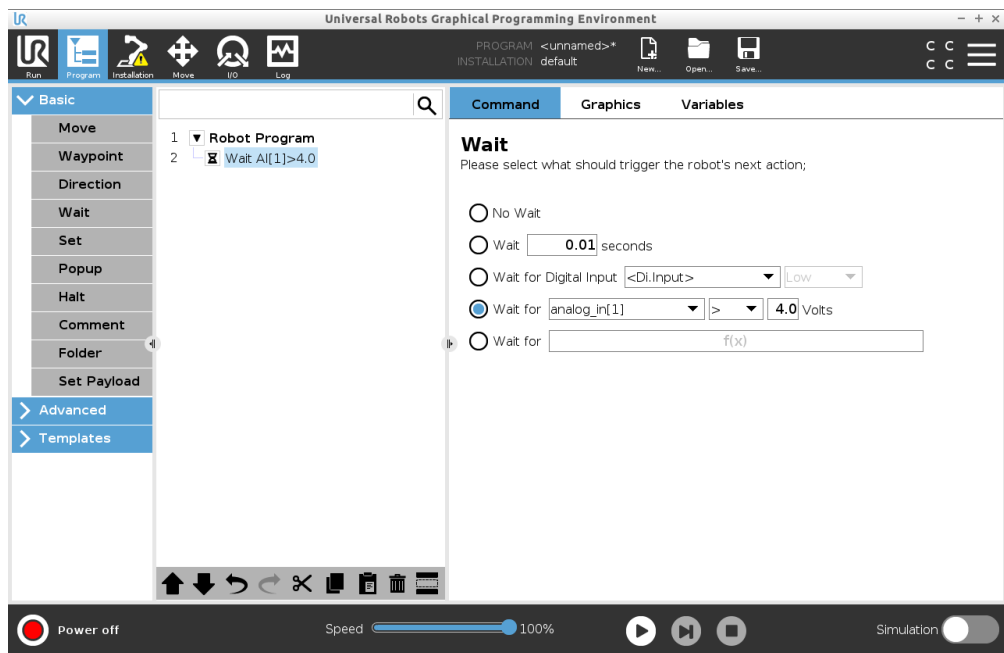 UR
Universal Robots Graphical Programming Environment
Run
Program
Installation
Move
I/O
Log
PROGRAM <unnamed>*
INSTALLATION default
New...
Open...
Save...
C C
C C
Basic
Move
Waypoint
Direction
Wait
Set
Popup
Halt
Comment
Folder
Set Payload
Advanced
Templates
1 Robot Program
2 Wait AI[1]>4.0
Command Graphics Variables
Wait
Please select what should trigger the robot's next action;
No Wait
Wait 0.01 seconds
Wait for Digital Input <Di.Input> Low
Wait for analog_in[1] > 4.0 Volts
Wait for f(x)
Power off
Speed 100%
Simulation